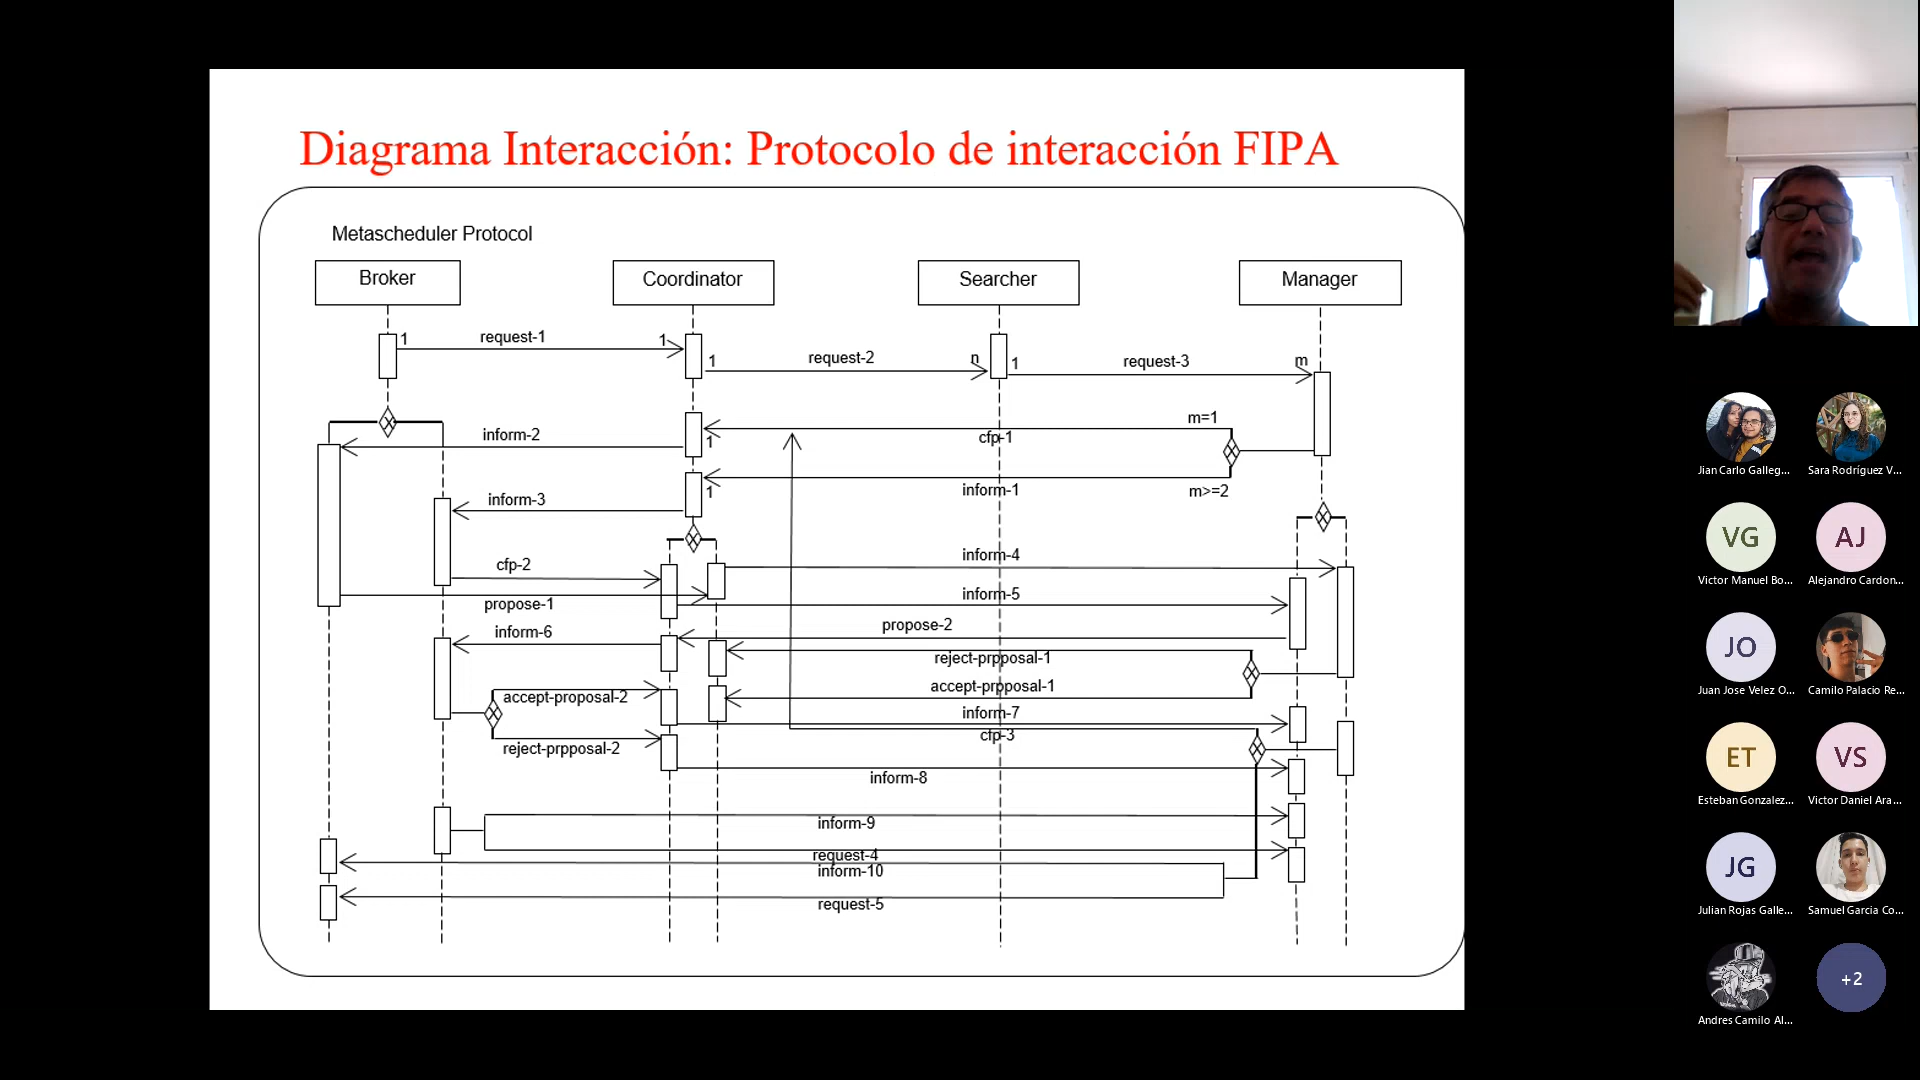 Diagrama Interacción: Protocolo de interacción FIPA
Metascheduler Protocol
Broker
Coordinator
Searcher
Manager
1
request-1
1
1
request-2
n
1
request-3
m
m=1
cfp-1
1
inform-2
inform-1
m>=2
1
inform-3
inform-4
cfp-2
inform-5
propose-1
propose-2
inform-6
reject-prpposal-1
accept-prpposal-1
accept-proposal-2
inform-7
cfp-3
reject-prpposal-2
inform-8
inform-9
request-4
inform-10
request-5
Jian Carlo Galleg...
Sara Rodríguez V...
VG
Victor Manuel Bo...
AJ
Alejandro Cardon...
JO
Juan Jose Velez O...
Camilo Palacio Re...
ET
Esteban Gonzalez...
VS
Victor Daniel Ara...
JG
Julian Rojas Galle...
Samuel Garcia Co...
Andres Camilo Al...
+2